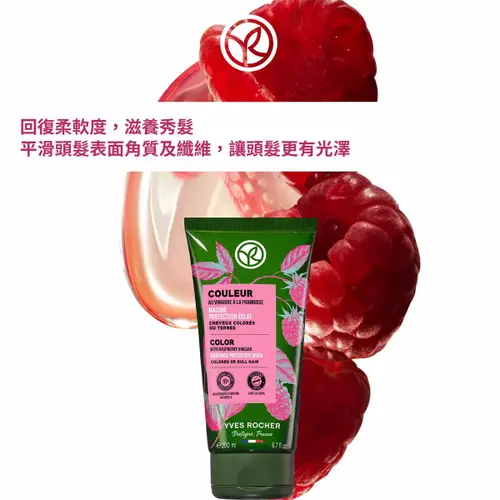 回復柔軟度，滋養秀髮
平滑頭髮表面角質及纖維，讓頭髮更有光澤
COULEUR
AU VINAIGRE À LA FRAMBOISE
MASQUE
PROTECTEUR ÉCLAT
CHEVEUX COLORÉS
OU TERNES
COLOR
WITH RASPBERRY VINEGAR
RADIANCE PROTECTOR MASK
COLORED OR DULL HAIR
YVES ROCHER
Bretagne, France
℮200 ml 6.7 fl.oz